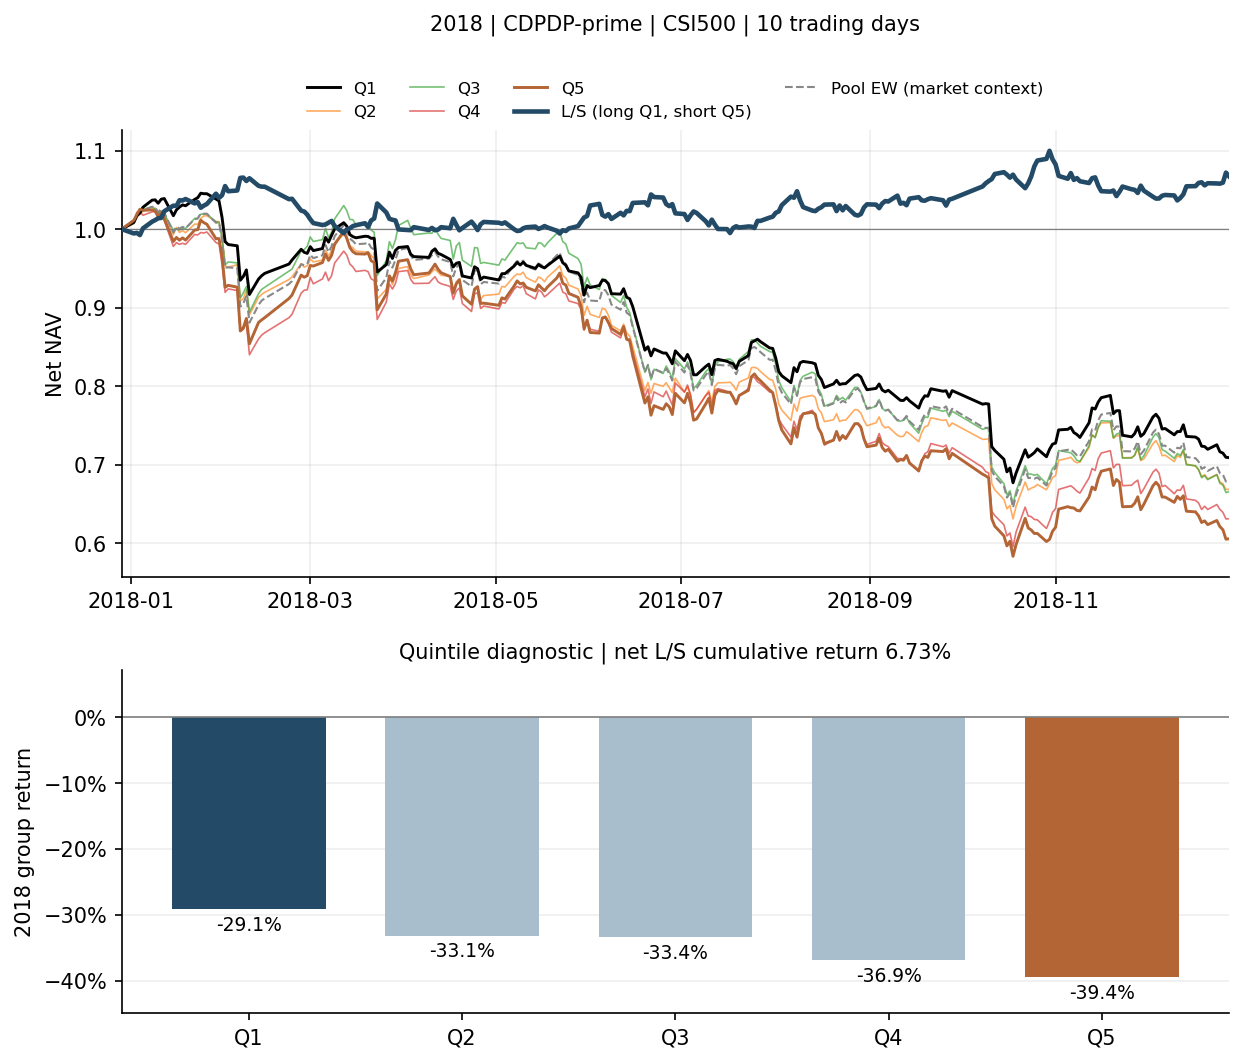 2018 | CDPDP-prime | CSI500 | 10 trading days
Q1 Q3 Q5 Pool EW (market context)
Q2 Q4 L/S (long Q1, short Q5)
Net NAV
1.1
1.0
0.9
0.8
0.7
0.6
2018-01 2018-03 2018-05 2018-07 2018-09 2018-11
Quintile diagnostic | net L/S cumulative return 6.73%
2018 group return
0%
−10%
−20%
−30%
−40%
-29.1%
-33.1%
-33.4%
-36.9%
-39.4%
Q1 Q2 Q3 Q4 Q5